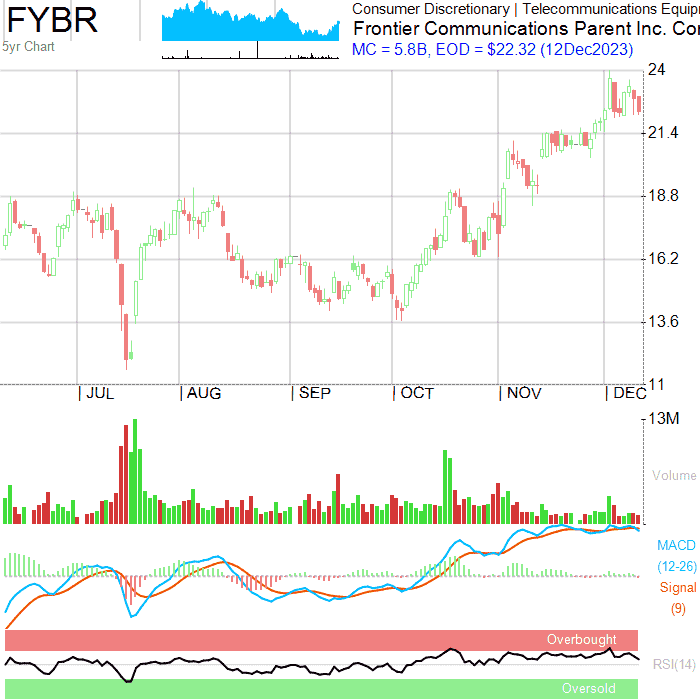 FYBR
5yr Chart
Consumer Discretionary | Telecommunications Equip
Frontier Communications Parent Inc. Cor
MC = 5.8B, EOD = $22.32 (12Dec2023)
24
21.4
18.8
16.2
13.6
11
JUL
AUG
SEP
OCT
NOV
DEC
13M
Volume
MACD
(12-26)
Signal
(9)
Overbought
RSI(14)
Oversold